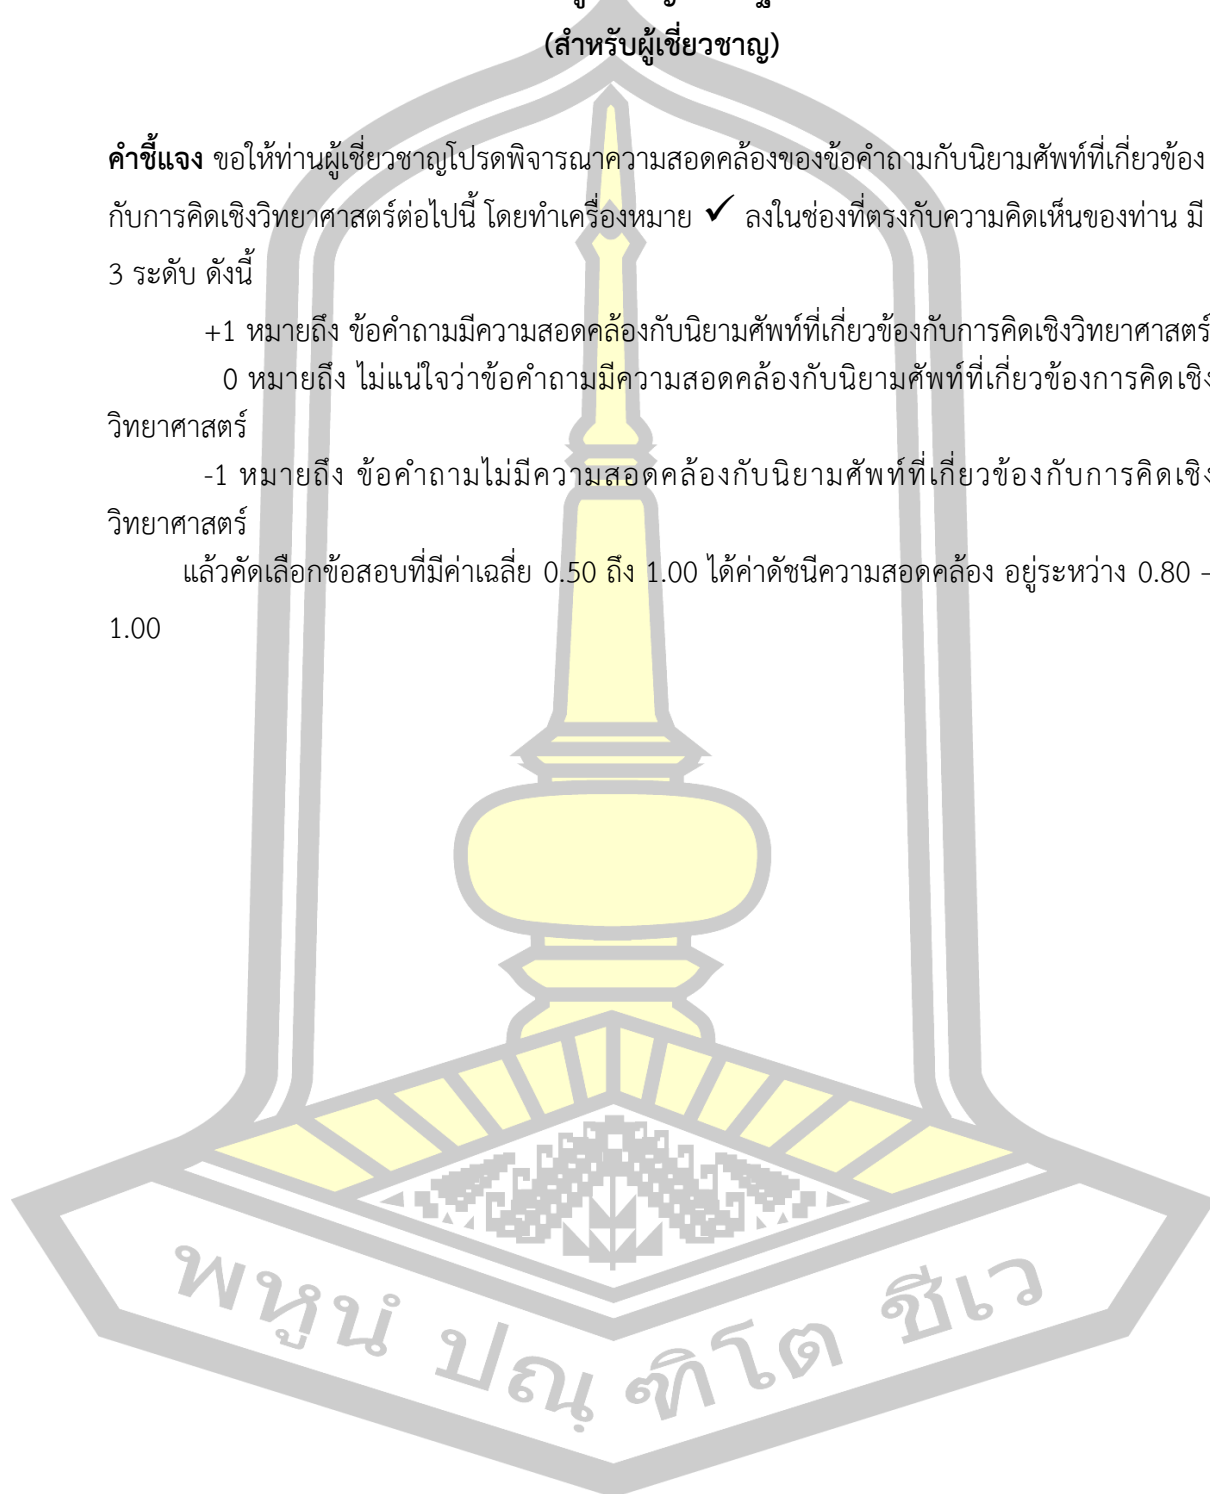 (สำหรับผู้เชี่ยวชาญ)
คำชี้แจง ขอให้ท่านผู้เชี่ยวชาญโปรดพิจารณาความสอดคล้องของข้อคำถามกับนิยามศัพท์ที่เกี่ยวข้อง
กับการคิดเชิงวิทยาศาสตร์ต่อไปนี้ โดยทำเครื่องหมาย ✓ ลงในช่องที่ตรงกับความคิดเห็นของท่าน มี
3 ระดับ ดังนี้
+1 หมายถึง ข้อคำถามมีความสอดคล้องกับนิยามศัพท์ที่เกี่ยวข้องกับการคิดเชิงวิทยาศาสตร์
0 หมายถึง ไม่แน่ใจว่าข้อคำถามมีความสอดคล้องกับนิยามศัพท์ที่เกี่ยวข้องการคิดเชิง
วิทยาศาสตร์
-1 หมายถึง ข้อคำถามไม่มีความสอดคล้องกับนิยามศัพท์ที่เกี่ยวข้องกับการคิดเชิง
วิทยาศาสตร์
แล้วคัดเลือกข้อสอบที่มีค่าเฉลี่ย 0.50 ถึง 1.00 ได้ค่าดัชนีความสอดคล้อง อยู่ระหว่าง 0.80 –
1.00
พหูนํ ปณฺ ฑิโต ชีเว